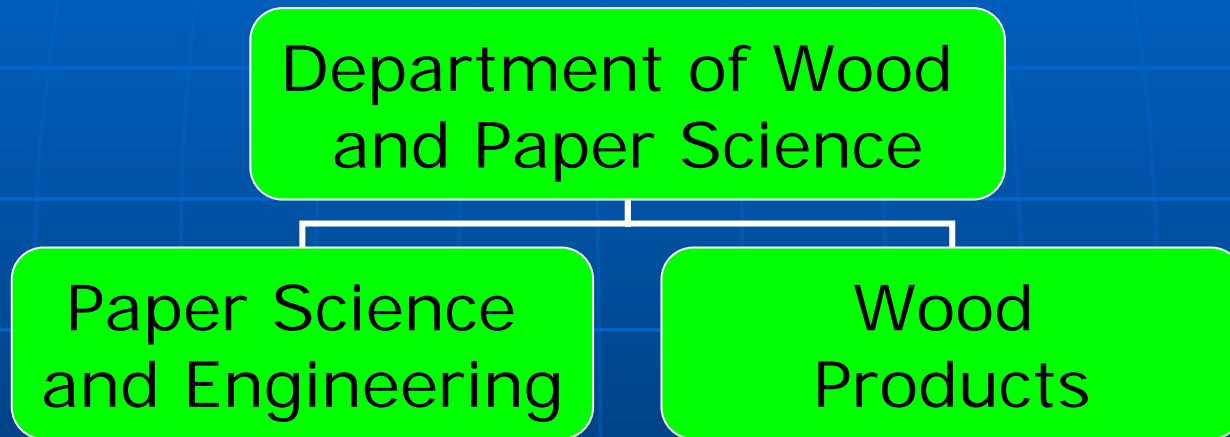 Department of Wood
and Paper Science
Paper Science
and Engineering
Wood
Products